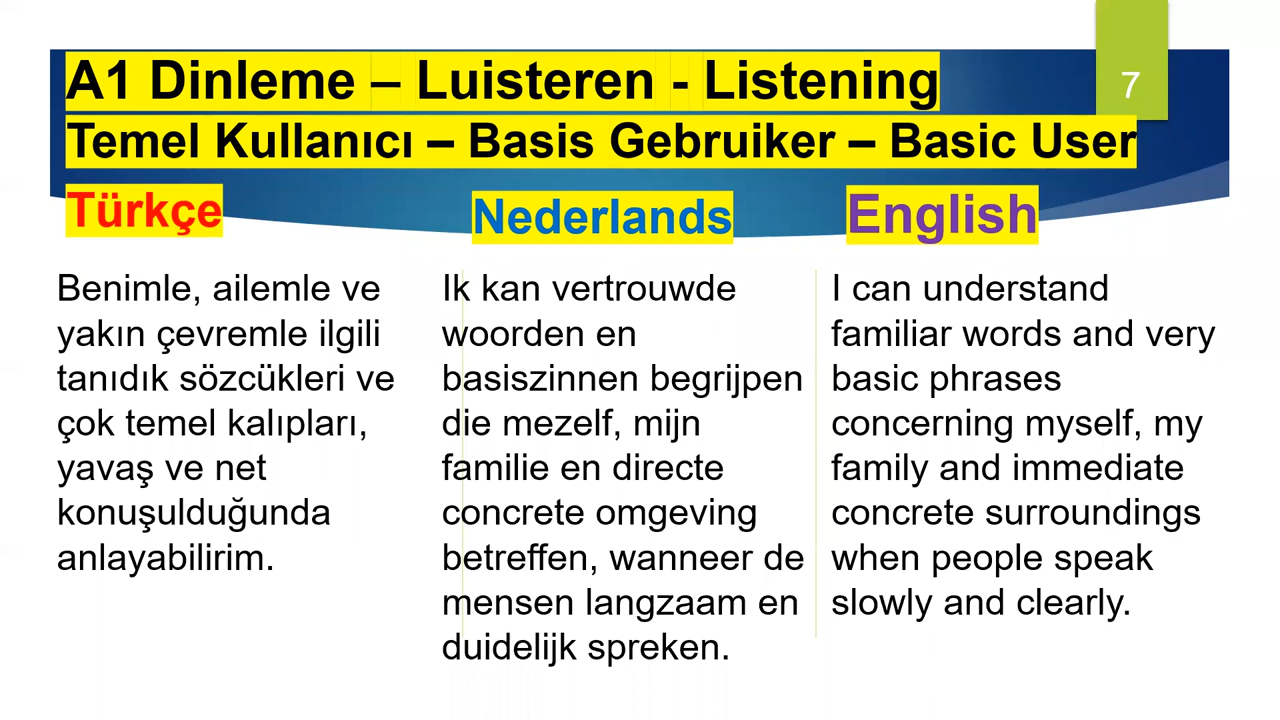 A1 Dinleme – Luisteren - Listening
7
Temel Kullanıcı – Basis Gebruiker – Basic User
Türkçe
Benimle, ailemle ve
yakın çevremle ilgili
tanıdık sözcükleri ve
çok temel kalıpları,
yavaş ve net
konuşulduğunda
anlayabilirim.
Nederlands
Ik kan vertrouwde
woorden en
basiszinnen begrijpen
die mezelf, mijn
familie en directe
concrete omgeving
betreffen, wanneer de
mensen langzaam en
duidelijk spreken.
English
I can understand
familiar words and very
basic phrases
concerning myself, my
family and immediate
concrete surroundings
when people speak
slowly and clearly.